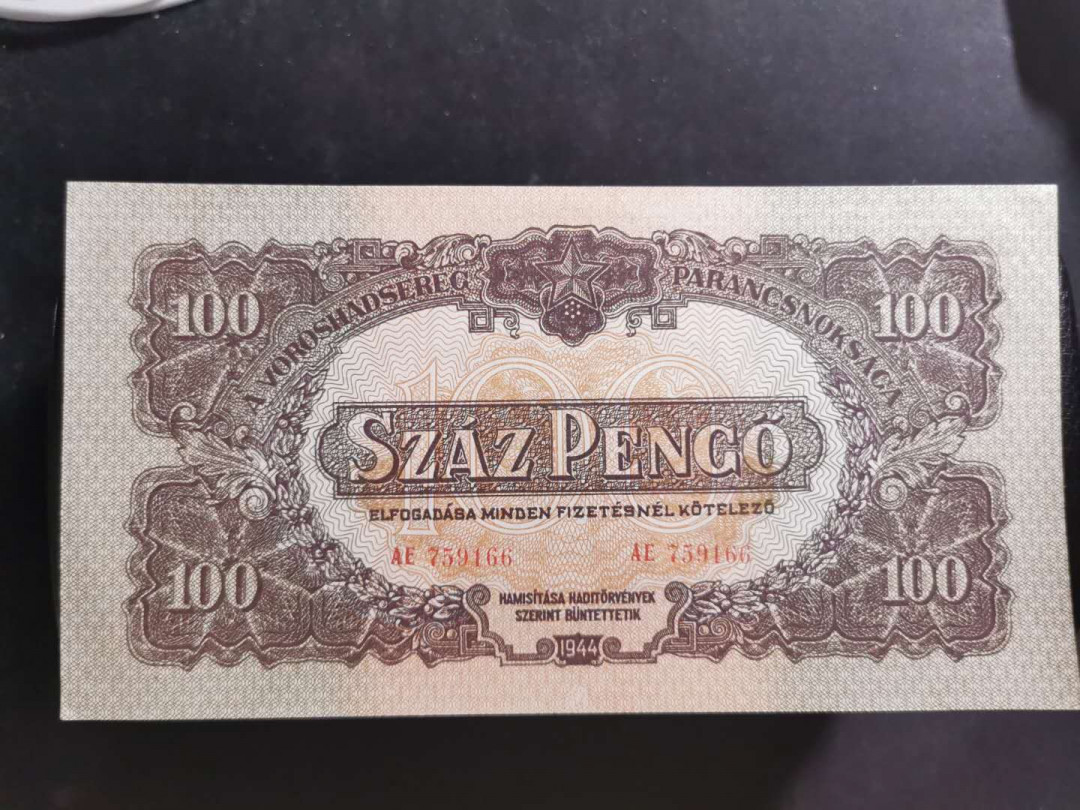 A VÖRÖSHADSEREG PARANCSNOKSÁGA
100 100
SZÁZ PENGŐ
ELFOGADÁSA MINDEN FIZETÉSNÉL KÖTELEZŐ
AE 759166 AE 759166
100 100
HAMISÍTÁSA HADITÖRVÉNYEK
SZERINT BÜNTETTETIK
1944